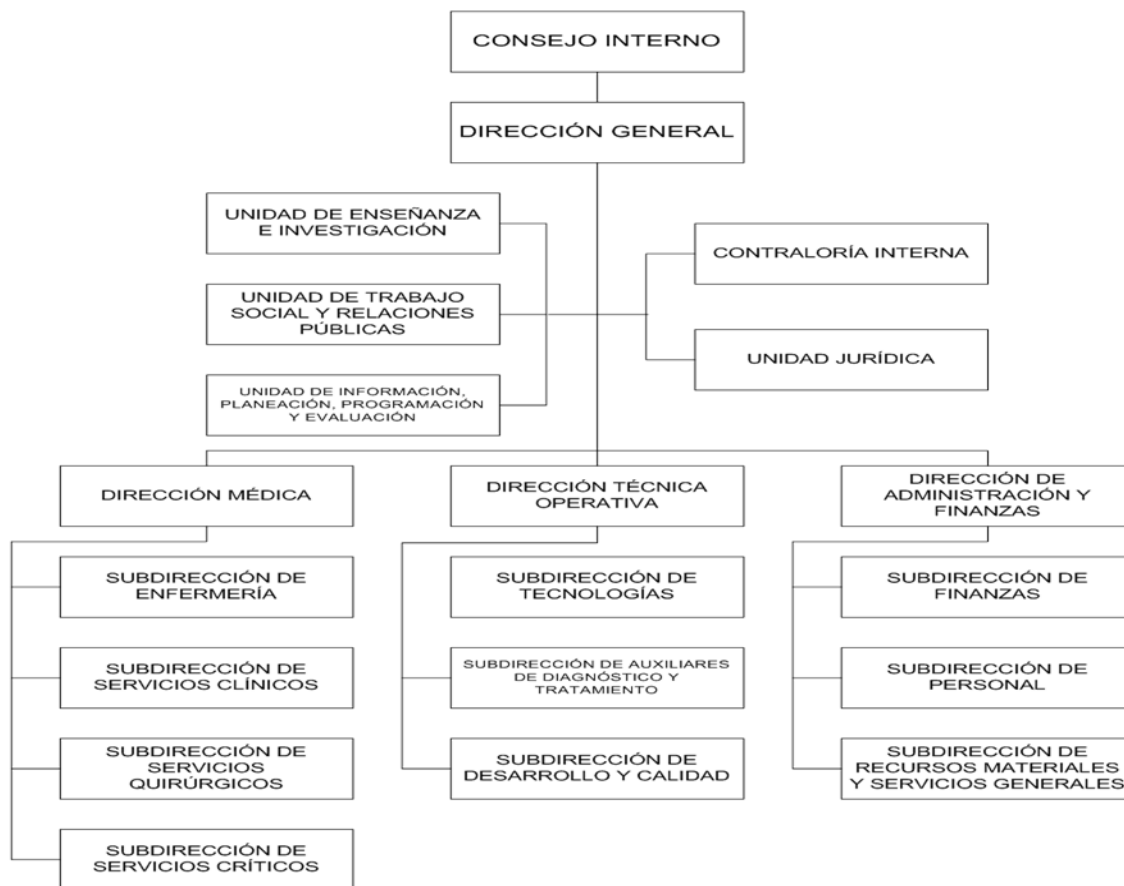 CONSEJO INTERNO
DIRECCIÓN GENERAL
UNIDAD DE ENSEÑANZA
E INVESTIGACIÓN
CONTRALORÍA INTERNA
UNIDAD DE TRABAJO
SOCIAL Y RELACIONES
PÚBLICAS
UNIDAD JURÍDICA
UNIDAD DE INFORMACIÓN,
PLANEACIÓN, PROGRAMACIÓN
Y EVALUACIÓN
DIRECCIÓN MÉDICA
DIRECCIÓN TÉCNICA
OPERATIVA
DIRECCIÓN DE
ADMINISTRACIÓN Y
FINANZAS
SUBDIRECCIÓN DE
ENFERMERÍA
SUBDIRECCIÓN DE
TECNOLOGÍAS
SUBDIRECCIÓN DE
FINANZAS
SUBDIRECCIÓN DE
SERVICIOS CLÍNICOS
SUBDIRECCIÓN DE AUXILIARES
DE DIAGNÓSTICO Y
TRATAMIENTO
SUBDIRECCIÓN DE
PERSONAL
SUBDIRECCIÓN DE
SERVICIOS
QUIRÚRGICOS
SUBDIRECCIÓN DE
DESARROLLO Y CALIDAD
SUBDIRECCIÓN DE
RECURSOS MATERIALES
Y SERVICIOS GENERALES
SUBDIRECCIÓN DE
SERVICIOS CRÍTICOS